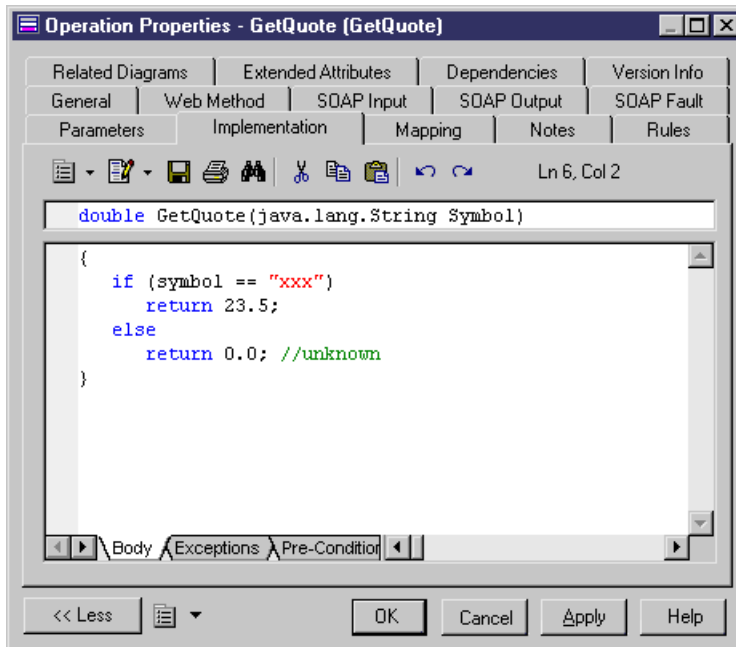 Operation Properties - GetQuote (GetQuote)
Related Diagrams Extended Attributes Dependencies Version Info
General Web Method SOAP Input SOAP Output SOAP Fault
Parameters Implementation Mapping Notes Rules
Ln 6, Col 2
double GetQuote(java.lang.String Symbol)
{
if (symbol == "xxx")
return 23.5;
else
return 0.0; //unknown
}
Body Exceptions Pre-Condition
<< Less OK Cancel Apply Help